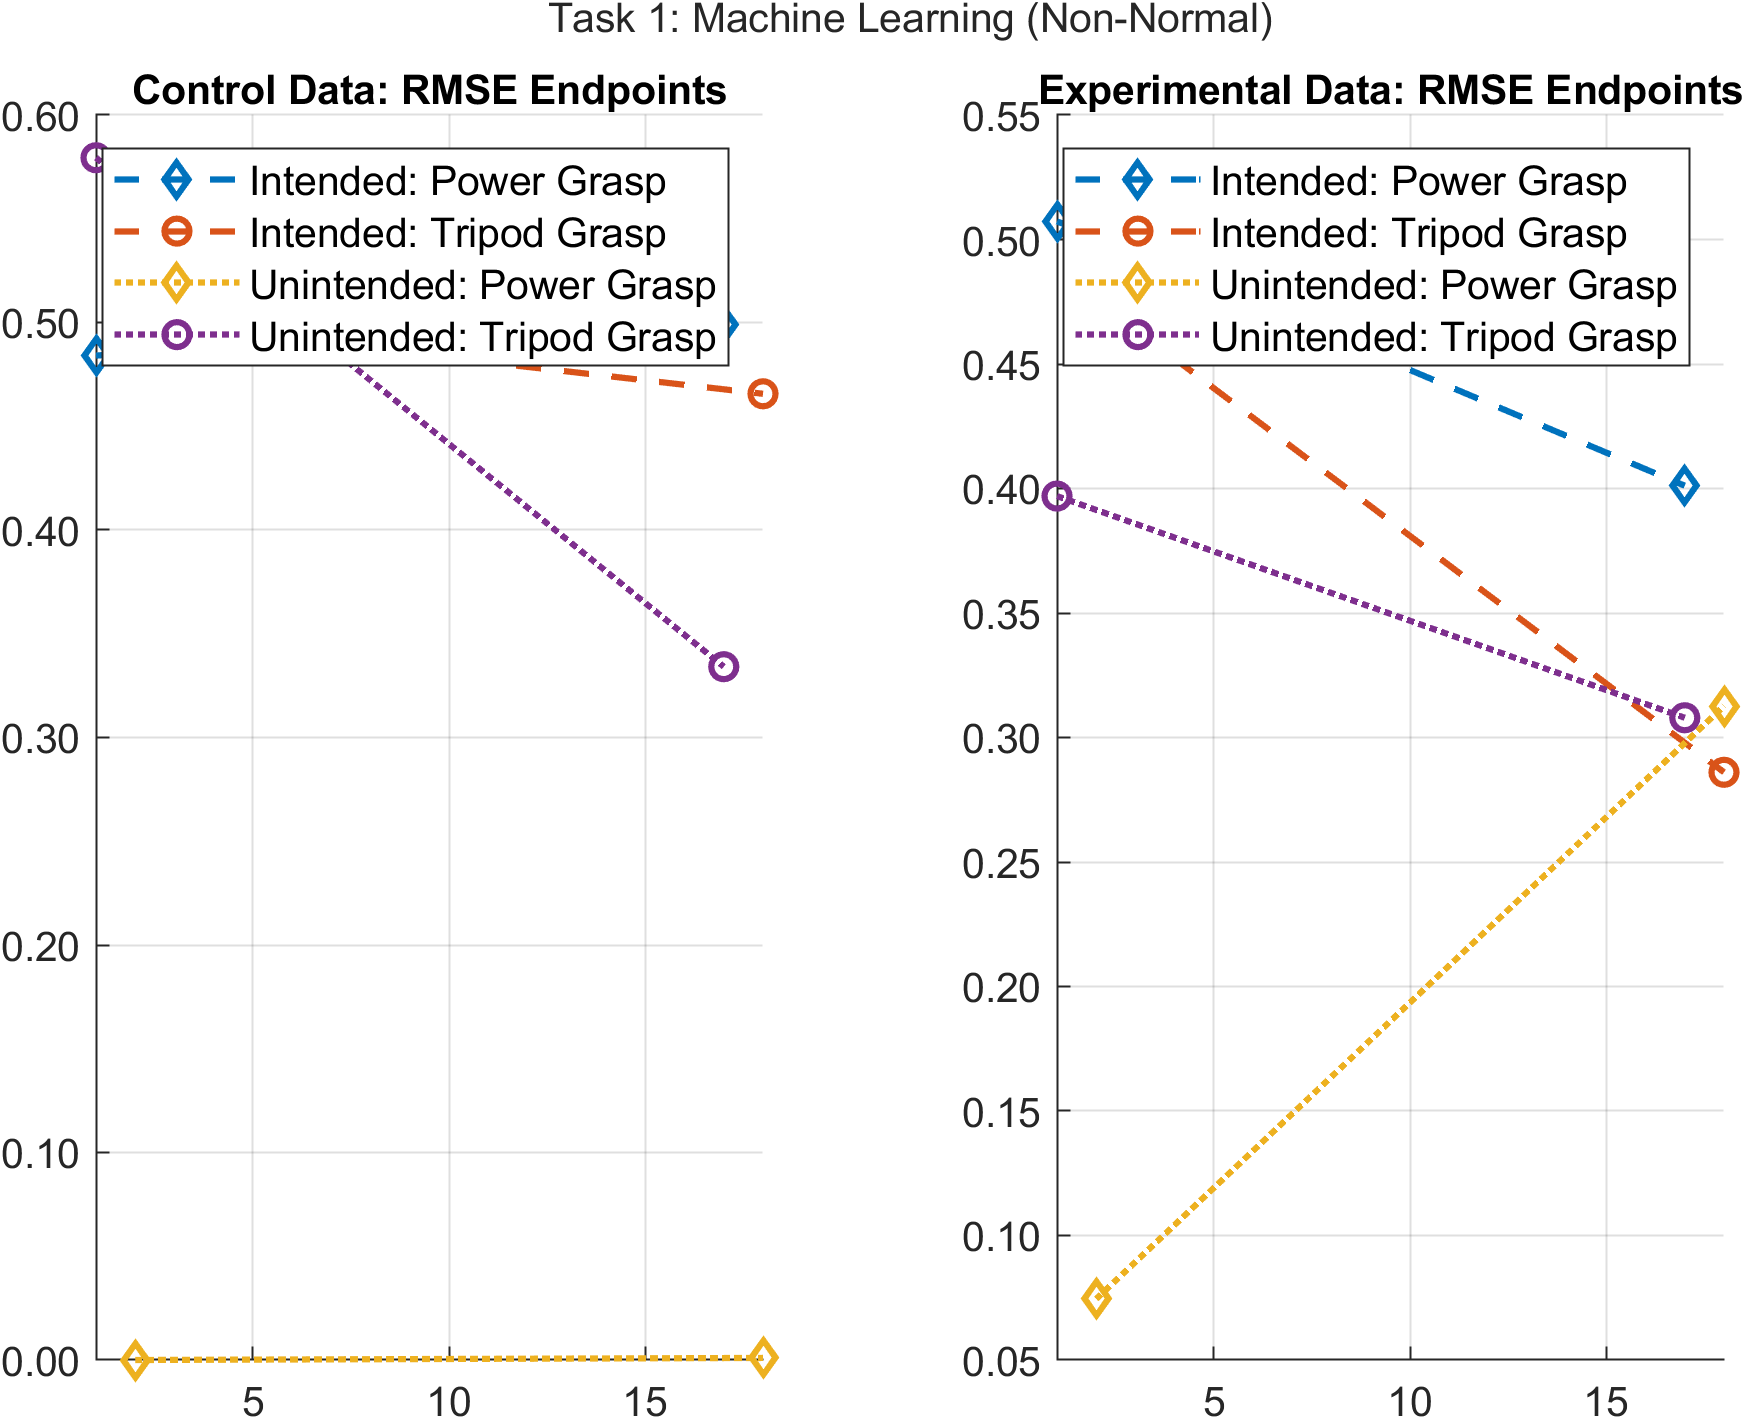 Task 1: Machine Learning (Non-Normal)
Control Data: RMSE Endpoints
0.60
0.50
0.40
0.30
0.20
0.10
0.00
5 10 15
Intended: Power Grasp
Intended: Tripod Grasp
Unintended: Power Grasp
Unintended: Tripod Grasp
Experimental Data: RMSE Endpoints
0.55
0.50
0.45
0.40
0.35
0.30
0.25
0.20
0.15
0.10
0.05
5 10 15
Intended: Power Grasp
Intended: Tripod Grasp
Unintended: Power Grasp
Unintended: Tripod Grasp